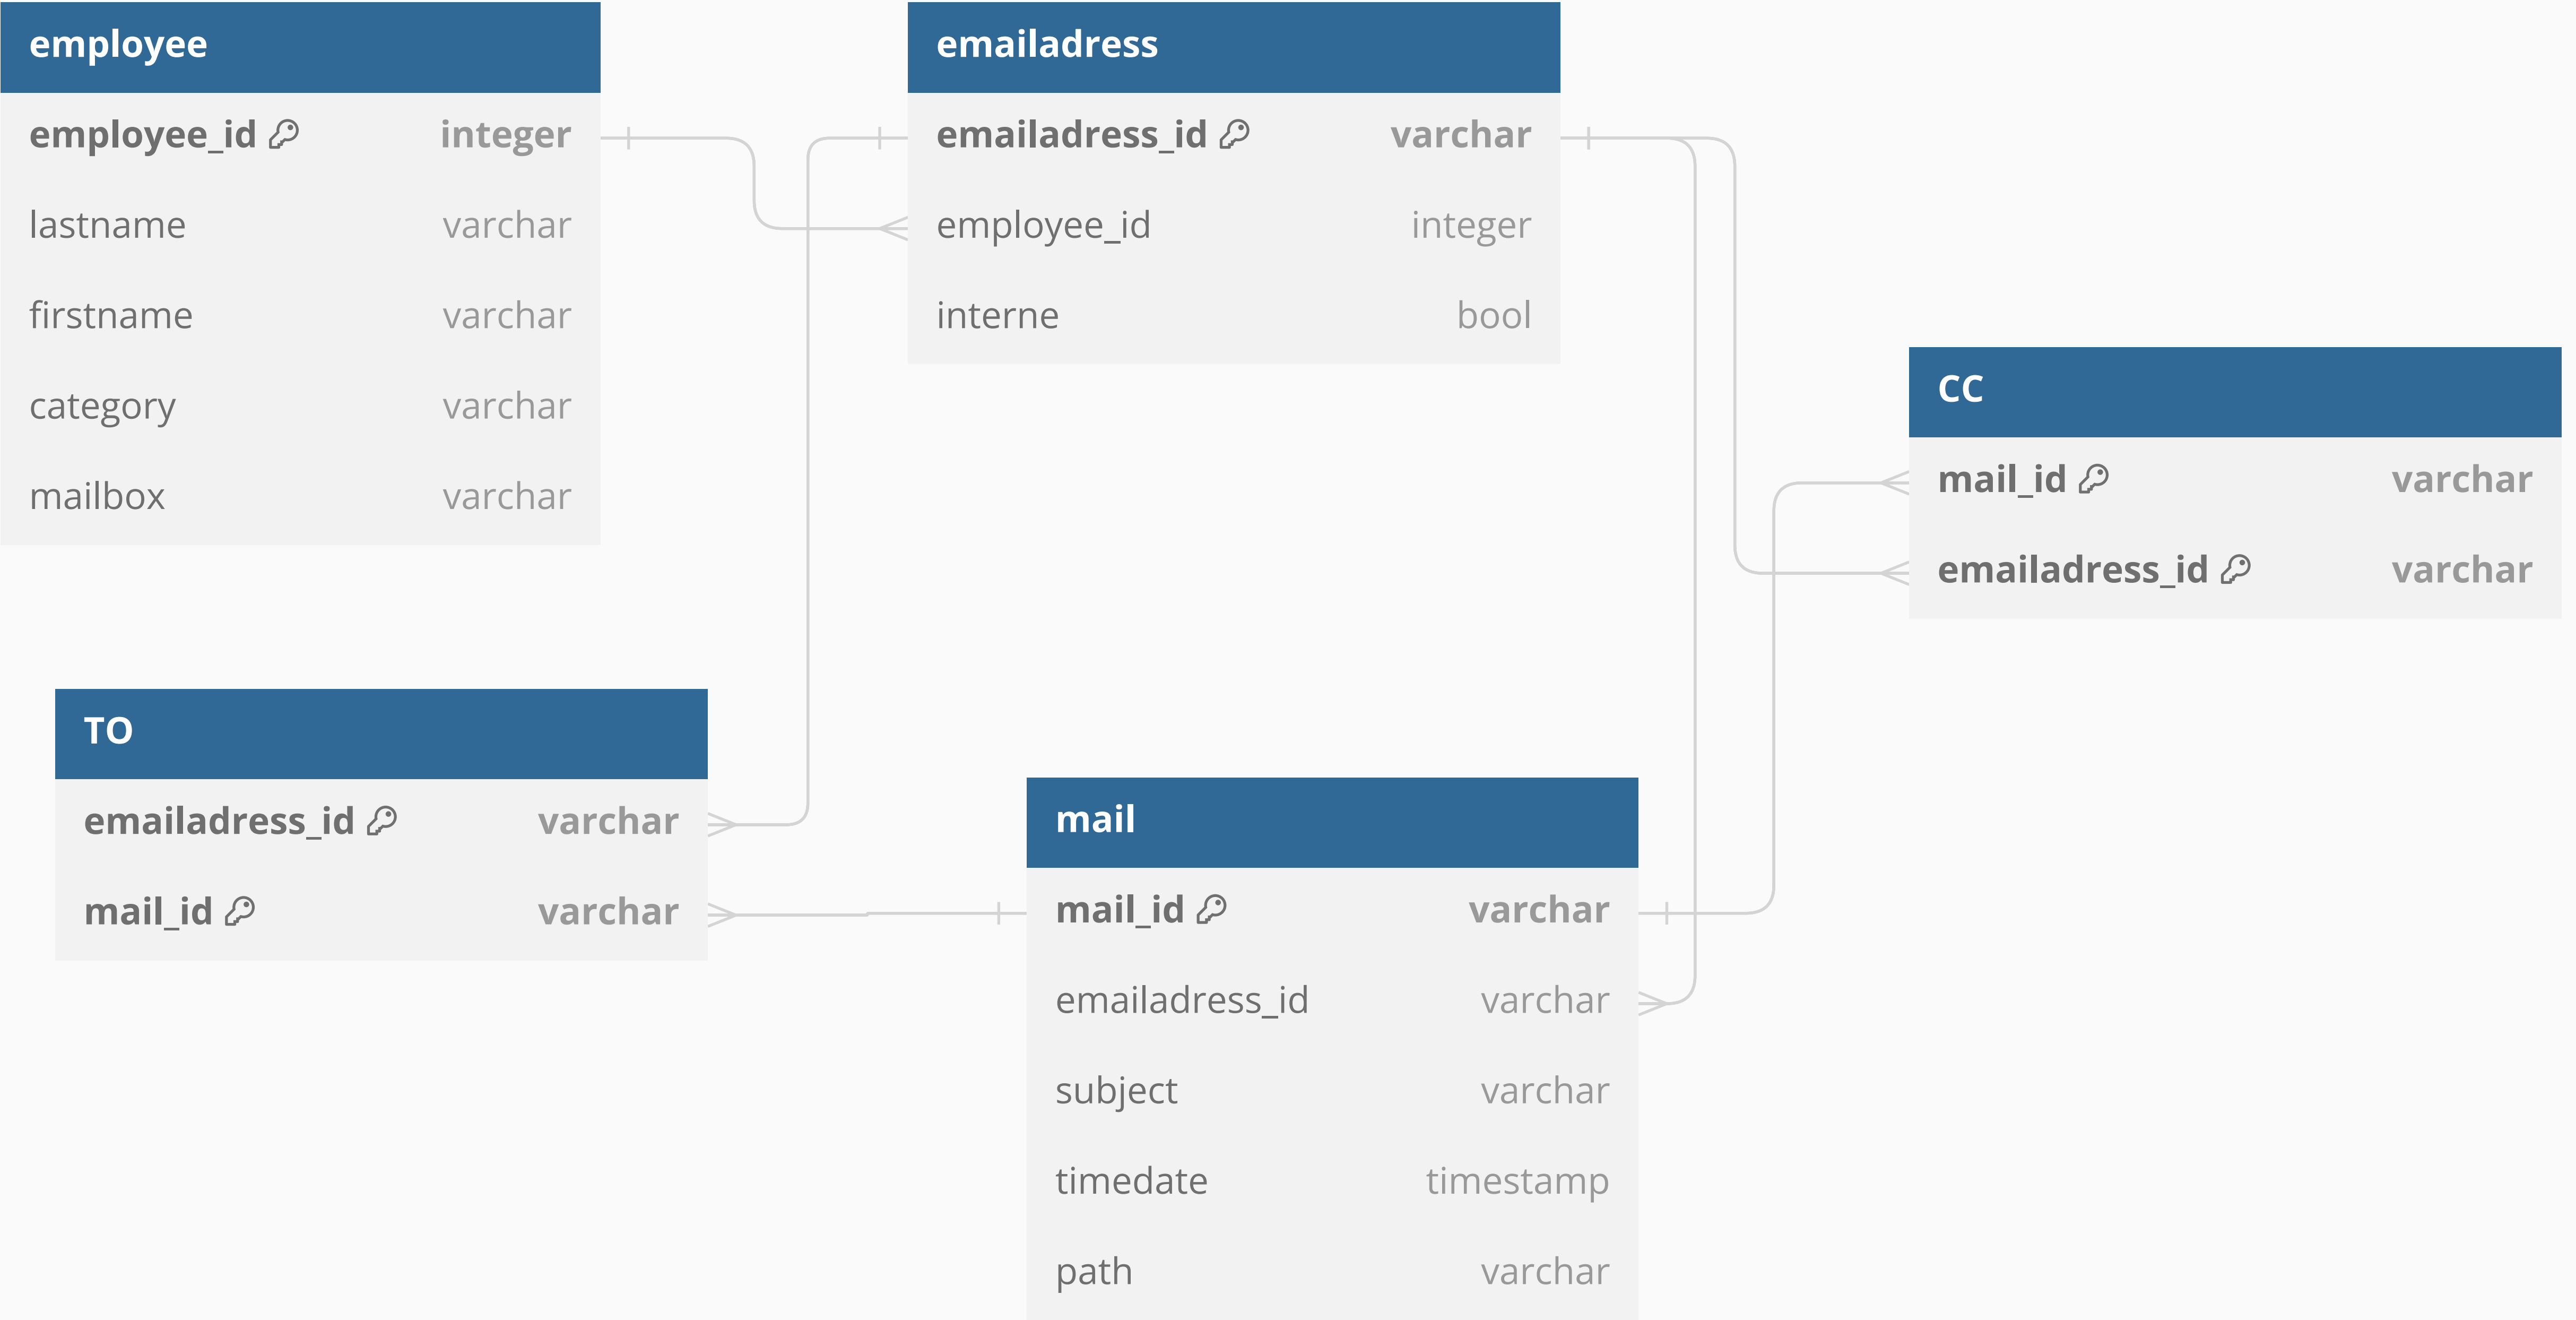 employee
employee_id integer
lastname varchar
firstname varchar
category varchar
mailbox varchar
emailadress
emailadress_id varchar
employee_id integer
interne bool
CC
mail_id varchar
emailadress_id varchar
TO
emailadress_id varchar
mail_id varchar
mail
mail_id varchar
emailadress_id varchar
subject varchar
timedate timestamp
path varchar